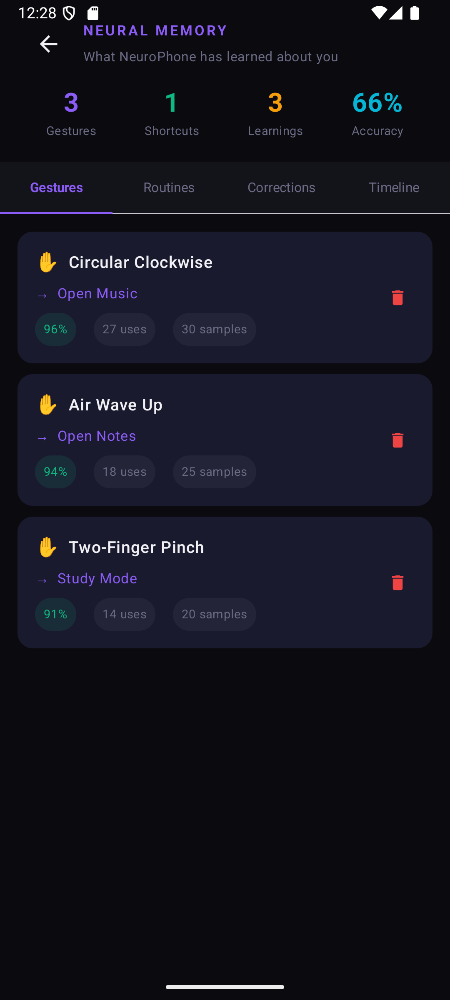 12:28
NEURAL MEMORY
What NeuroPhone has learned about you
3 1 3 66%
Gestures Shortcuts Learnings Accuracy
Gestures Routines Corrections Timeline
✋ Circular Clockwise
→ Open Music
96% 27 uses 30 samples
✋ Air Wave Up
→ Open Notes
94% 18 uses 25 samples
✋ Two-Finger Pinch
→ Study Mode
91% 14 uses 20 samples